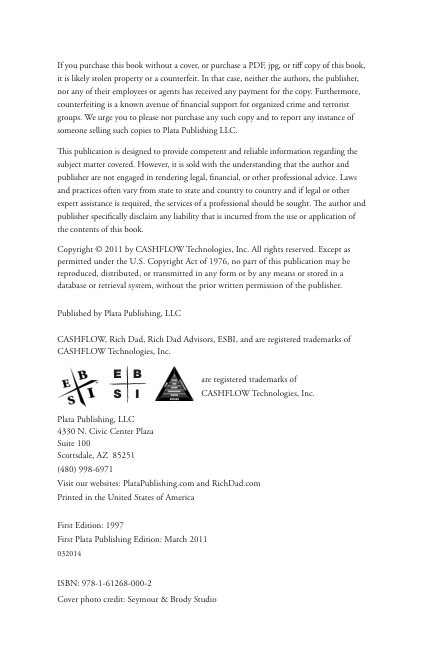 If you purchase this book without a cover, or purchase a PDF, jpg, or tiff copy of this book,
it is likely stolen property or a counterfeit. In that case, neither the authors, the publisher,
nor any of their employees or agents has received any payment for the copy. Furthermore,
counterfeiting is a known avenue of financial support for organized crime and terrorist
groups. We urge you to please not purchase any such copy and to report any instance of
someone selling such copies to Plata Publishing LLC.
This publication is designed to provide competent and reliable information regarding the
subject matter covered. However, it is sold with the understanding that the author and
publisher are not engaged in rendering legal, financial, or other professional advice. Laws
and practices often vary from state to state and country to country and if legal or other
expert assistance is required, the services of a professional should be sought. The author and
publisher specifically disclaim any liability that is incurred from the use or application of
the contents of this book.
Copyright © 2011 by CASHFLOW Technologies, Inc. All rights reserved. Except as
permitted under the U.S. Copyright Act of 1976, no part of this publication may be
reproduced, distributed, or transmitted in any form or by any means or stored in a
database or retrieval system, without the prior written permission of the publisher.
Published by Plata Publishing, LLC
CASHFLOW, Rich Dad, Rich Dad Advisors, ESBI, and are registered trademarks of
CASHFLOW Technologies, Inc.
E B
S I
E B
S I
are registered trademarks of
CASHFLOW Technologies, Inc.
Plata Publishing, LLC
4330 N. Civic Center Plaza
Suite 100
Scottsdale, AZ 85251
(480) 998-6971
Visit our websites: PlataPublishing.com and RichDad.com
Printed in the United States of America
First Edition: 1997
First Plata Publishing Edition: March 2011
032014
ISBN: 978-1-61268-000-2
Cover photo credit: Seymour & Brody Studio